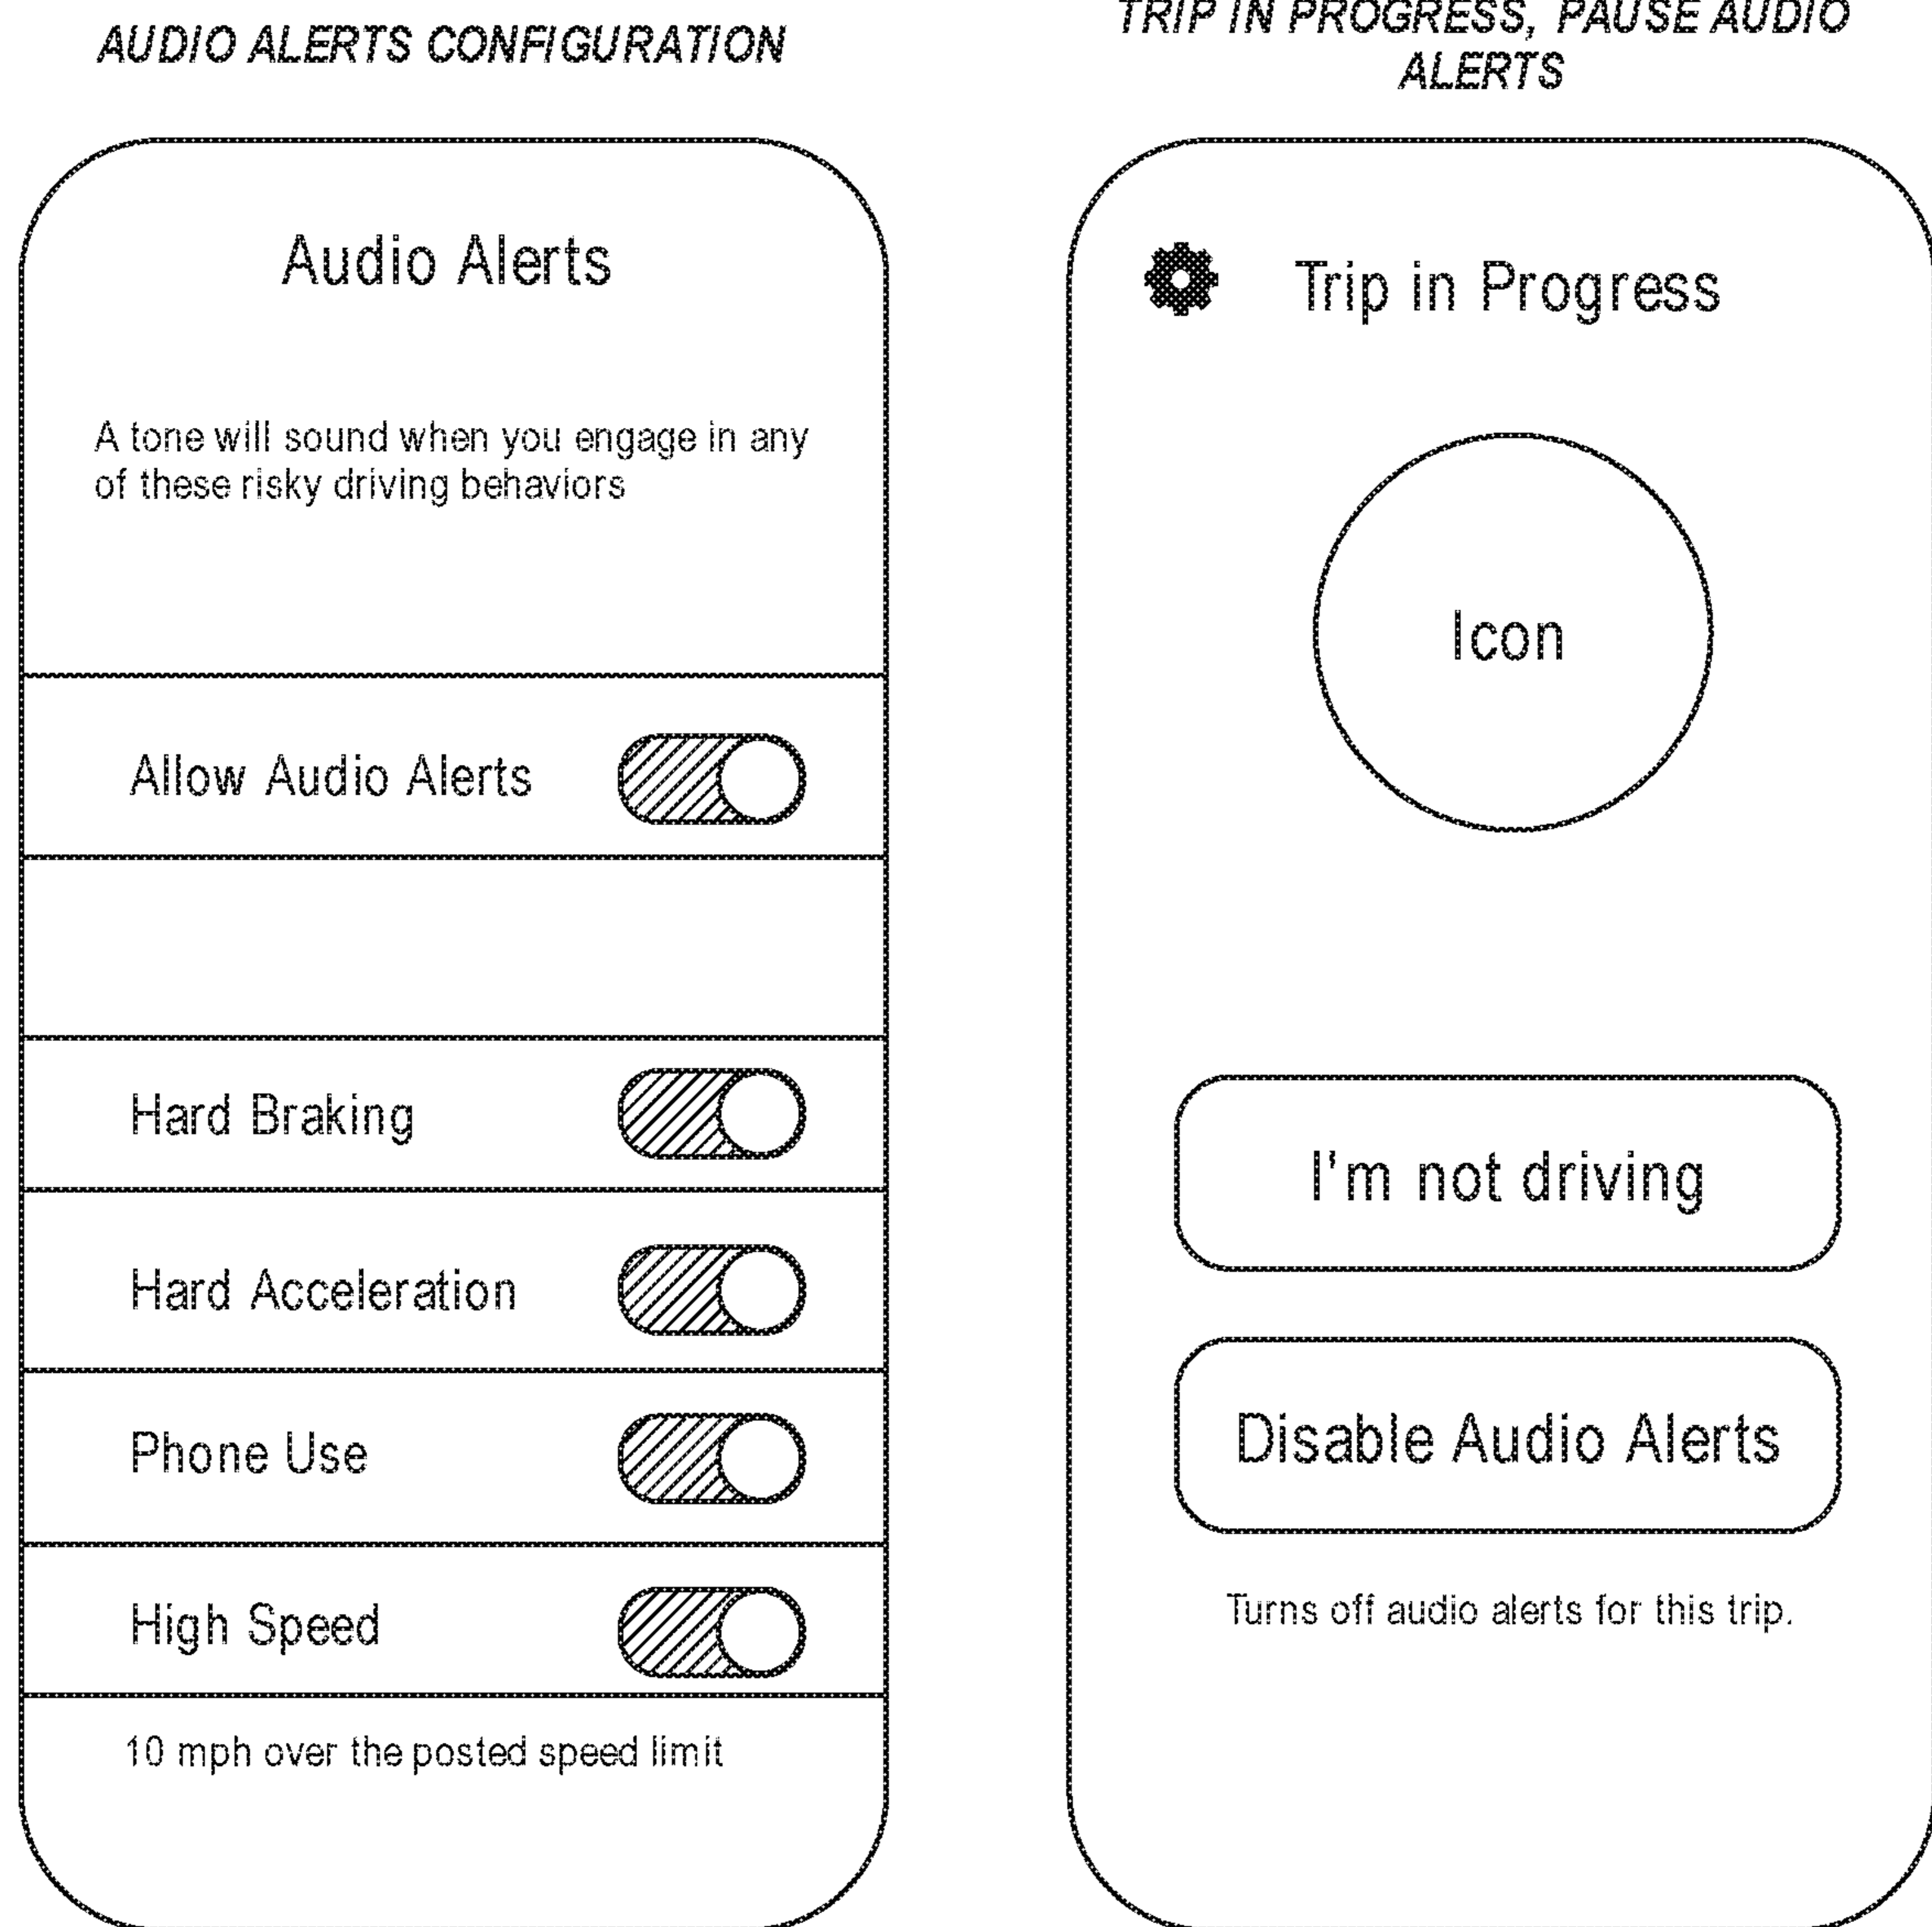 AUDIO ALERTS CONFIGURATION
Audio Alerts
A tone will sound when you engage in any
of these risky driving behaviors
Allow Audio Alerts
Hard Braking
Hard Acceleration
Phone Use
High Speed
10 mph over the posted speed limit
TRIP IN PROGRESS, PAUSE AUDIO
ALERTS
Trip in Progress
Icon
I'm not driving
Disable Audio Alerts
Turns off audio alerts for this trip.